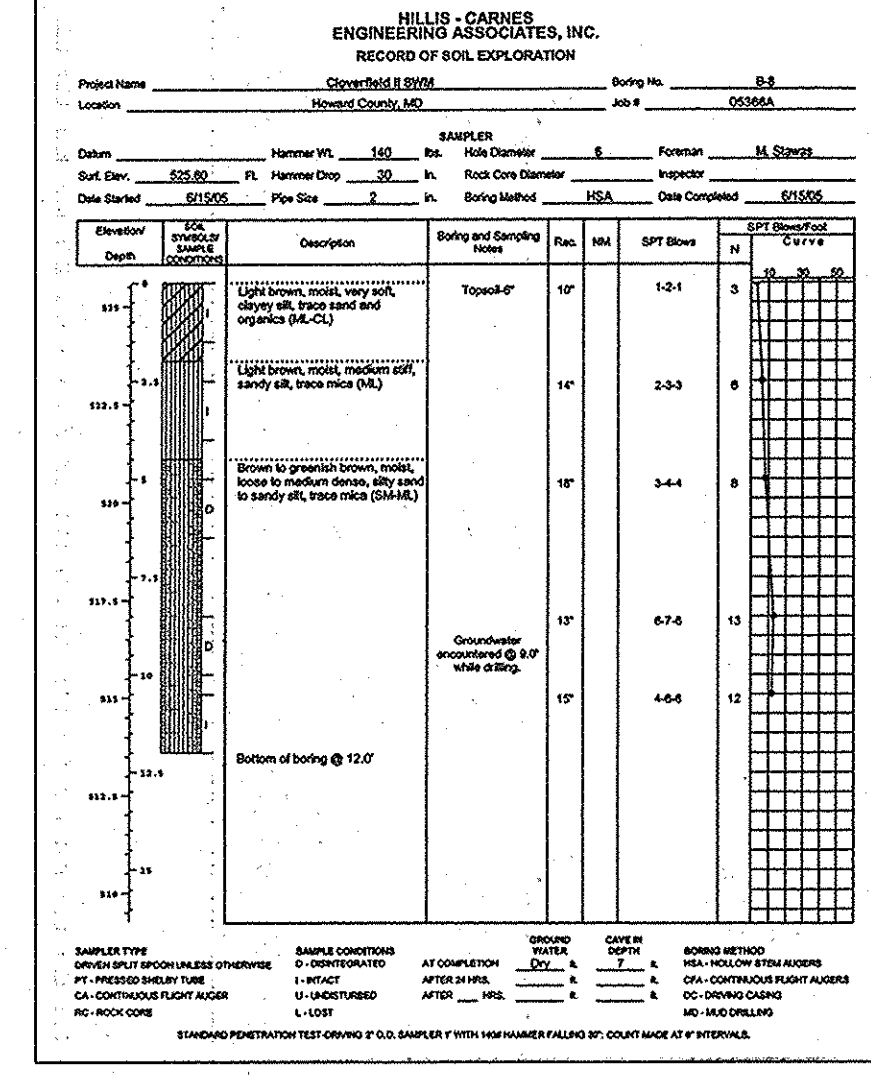 HILLIS - CARNES
ENGINEERING ASSOCIATES, INC.
RECORD OF SOIL EXPLORATION
Project Name Cloverfield II SWM Boring No. B-8
Location Howard County, MD Job # 05366A
SAMPLER
Datum Hammer Wt. 140 lbs. Hole Diameter 6 Foreman M. Stawas
Surf. Elev. 525.60 Ft. Hammer Drop 30 in. Rock Core Diameter Inspector
Date Started 6/15/05 Pipe Size 2 in. Boring Method HSA Date Completed 6/15/05
Elevation/ Depth
SOIL SYMBOLS/ SAMPLE CONDITIONS
Description
Boring and Sampling Notes
Rec. NM SPT Blows N
SPT Blows/Foot
Curve
10 30 50
0
525
Light brown, moist, very soft,
clayey silt, trace sand and
organics (ML-CL)
Topsoil-6" 10" 1-2-1 3
I
Light brown, moist, medium stiff,
sandy silt, trace mica (ML)
2.5
14" 2-3-3 6
522.5
I
Brown to greenish brown, moist,
loose to medium dense, silty sand
to sandy silt, trace mica (SM-ML)
5
18" 3-4-4 8
520
D
7.5
517.5
13" 6-7-6 13
D
Groundwater
encountered @ 9.0'
while drilling.
10
515
15" 4-6-6 12
I
Bottom of boring @ 12.0'
12.5
512.5
15
510
SAMPLER TYPE
DRIVEN SPLIT SPOON UNLESS OTHERWISE
PT - PRESSED SHELBY TUBE
CA - CONTINUOUS FLIGHT AUGER
RC - ROCK CORE
SAMPLE CONDITIONS
D - DISINTEGRATED
I - INTACT
U - UNDISTURBED
L - LOST
GROUND WATER
CAVE IN DEPTH
AT COMPLETION Dry ft. 7 ft.
AFTER 24 HRS. ft. ft.
AFTER HRS. ft. ft.
BORING METHOD
HSA - HOLLOW STEM AUGERS
CFA - CONTINUOUS FLIGHT AUGERS
DC - DRIVING CASING
MD - MUD DRILLING
STANDARD PENETRATION TEST-DRIVING 2" O.D. SAMPLER 1' WITH 140# HAMMER FALLING 30"; COUNT MADE AT 6" INTERVALS.